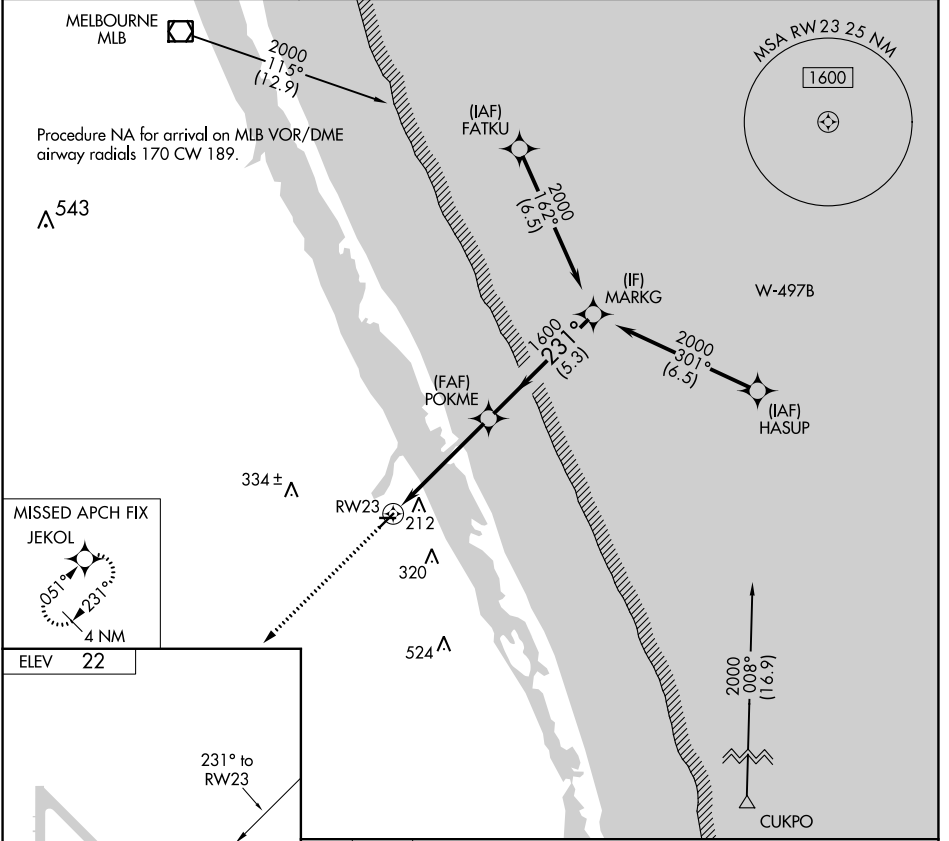 MELBOURNE
MLB
2000
115°
(12.9)
MSA RW23 25 NM
1600
Procedure NA for arrival on MLB VOR/DME
airway radials 170 CW 189.
(IAF)
FATKU
2000
162°
(6.5)
543
(IF)
MARKG
W-497B
1600
231°
(5.3)
2000
301°
(6.5)
(FAF)
POKME
(IAF)
HASUP
334 ±
RW23
212
MISSED APCH FIX
JEKOL
051°
231°
4 NM
320
524
ELEV 22
2000
008°
(16.9)
231° to
RW23
CUKPO